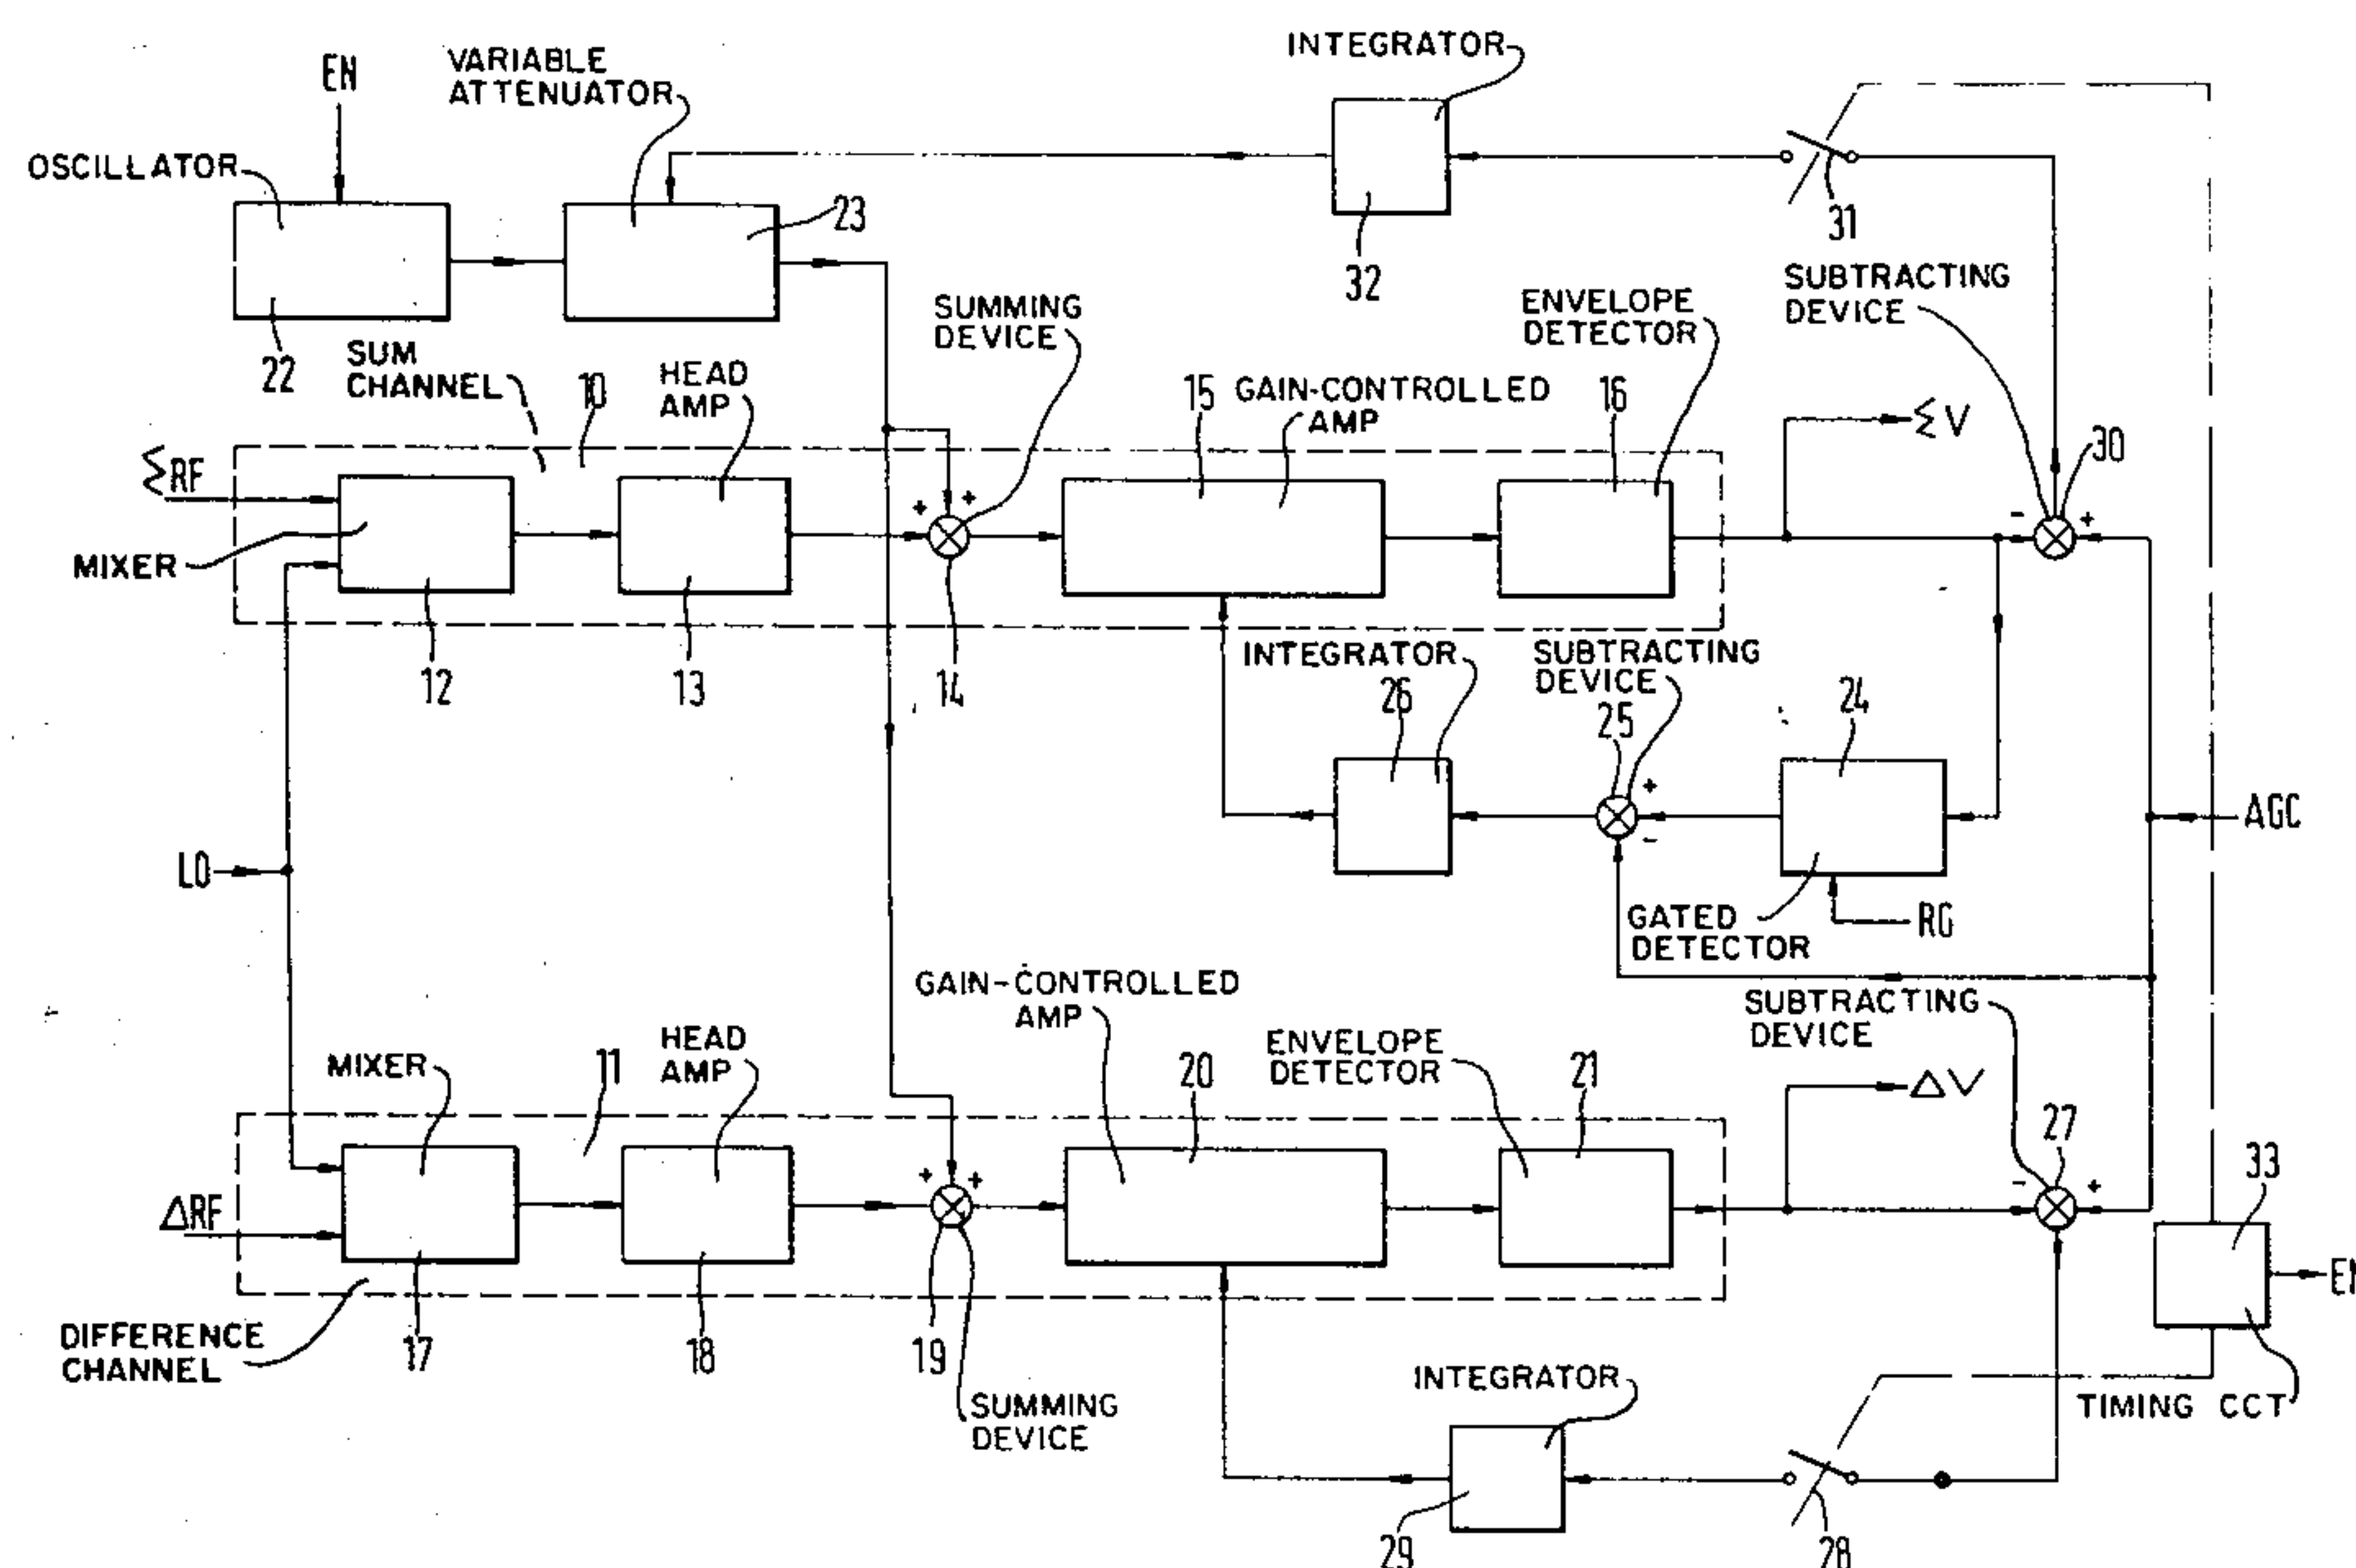 INTEGRATOR
EN
VARIABLE
ATTENUATOR
OSCILLATOR
23
31
32
SUBTRACTING
DEVICE
SUMMING
DEVICE
ENVELOPE
DETECTOR
22
SUM
CHANNEL
10
HEAD
AMP
15
GAIN-CONTROLLED
AMP
16
ΣV
30
ΣRF
+
+
-
+
MIXER
12
13
14
INTEGRATOR
26
SUBTRACTING
DEVICE
25
24
+
-
AGC
LO
GATED
DETECTOR
RG
GAIN-CONTROLLED
AMP
SUBTRACTING
DEVICE
MIXER
11
HEAD
AMP
20
ENVELOPE
DETECTOR
21
ΔV
27
33
+
+
-
+
ΔRF
DIFFERENCE
CHANNEL
17
18
19
SUMMING
DEVICE
INTEGRATOR
TIMING CCT
29
28